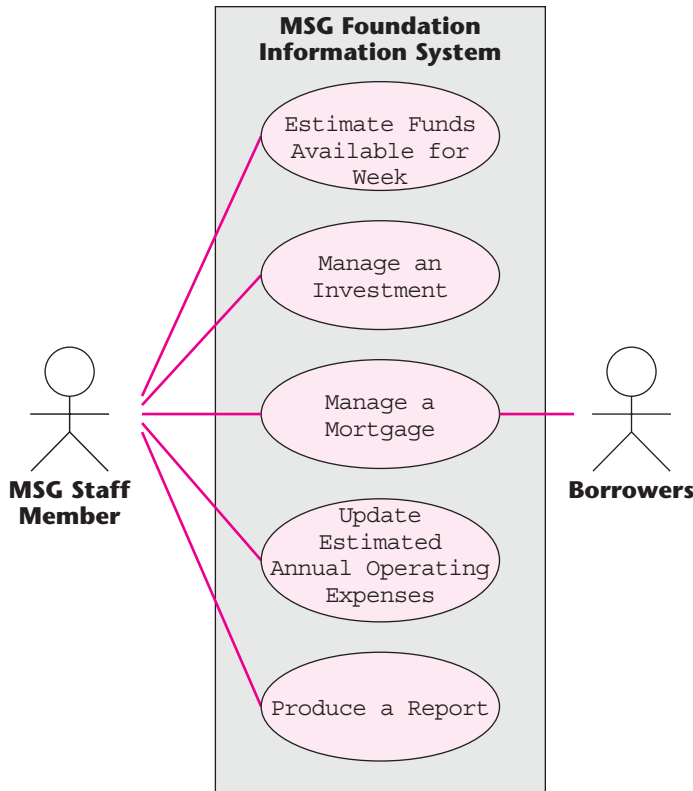 MSG Foundation
Information System
Estimate Funds
Available for
Week
Manage an
Investment
Manage a
Mortgage
MSG Staff
Member
Borrowers
Update
Estimated
Annual Operating
Expenses
Produce a Report